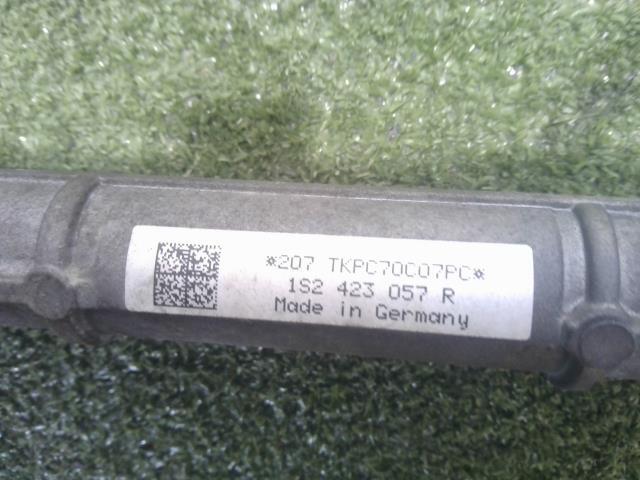 *207 TKPC70C07PC*
1S2 423 057 R
Made in Germany